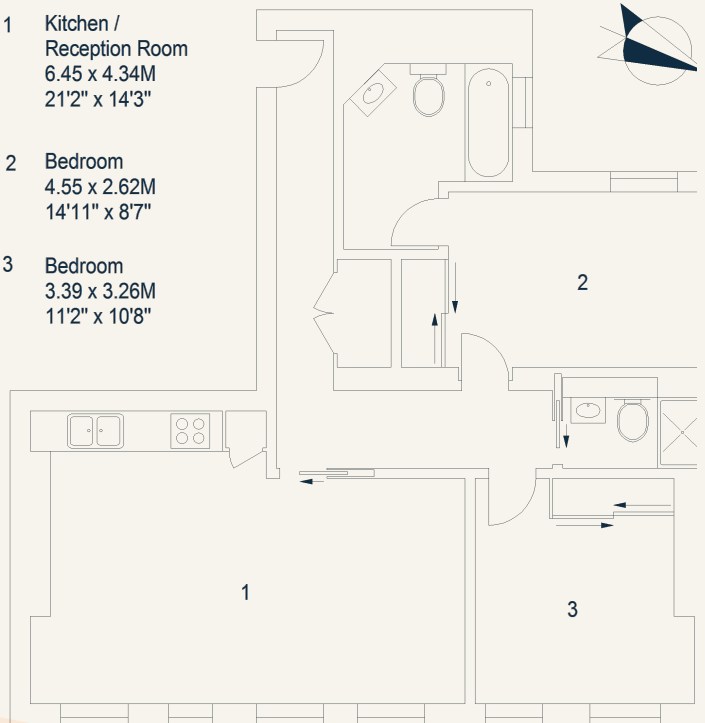 1 Kitchen /
Reception Room
6.45 x 4.34M
21'2" x 14'3"
2 Bedroom
4.55 x 2.62M
14'11" x 8'7"
3 Bedroom
3.39 x 3.26M
11'2" x 10'8"
2
1
3